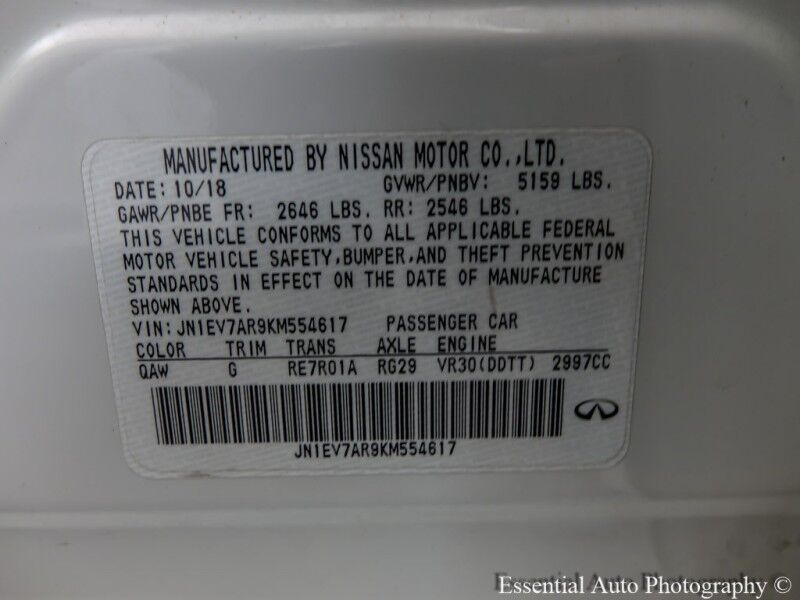 MANUFACTURED BY NISSAN MOTOR CO.,LTD.
DATE: 10/18 GVWR/PNBV: 5159 LBS.
GAWR/PNBE FR: 2646 LBS. RR: 2546 LBS.
THIS VEHICLE CONFORMS TO ALL APPLICABLE FEDERAL
MOTOR VEHICLE SAFETY,BUMPER,AND THEFT PREVENTION
STANDARDS IN EFFECT ON THE DATE OF MANUFACTURE
SHOWN ABOVE.
VIN: JN1EV7AR9KM554617 PASSENGER CAR
COLOR TRIM TRANS AXLE ENGINE
QAW G RE7R01A RG29 VR30(DDTT) 2997CC
JN1EV7AR9KM554617
Essential Auto Photography ©